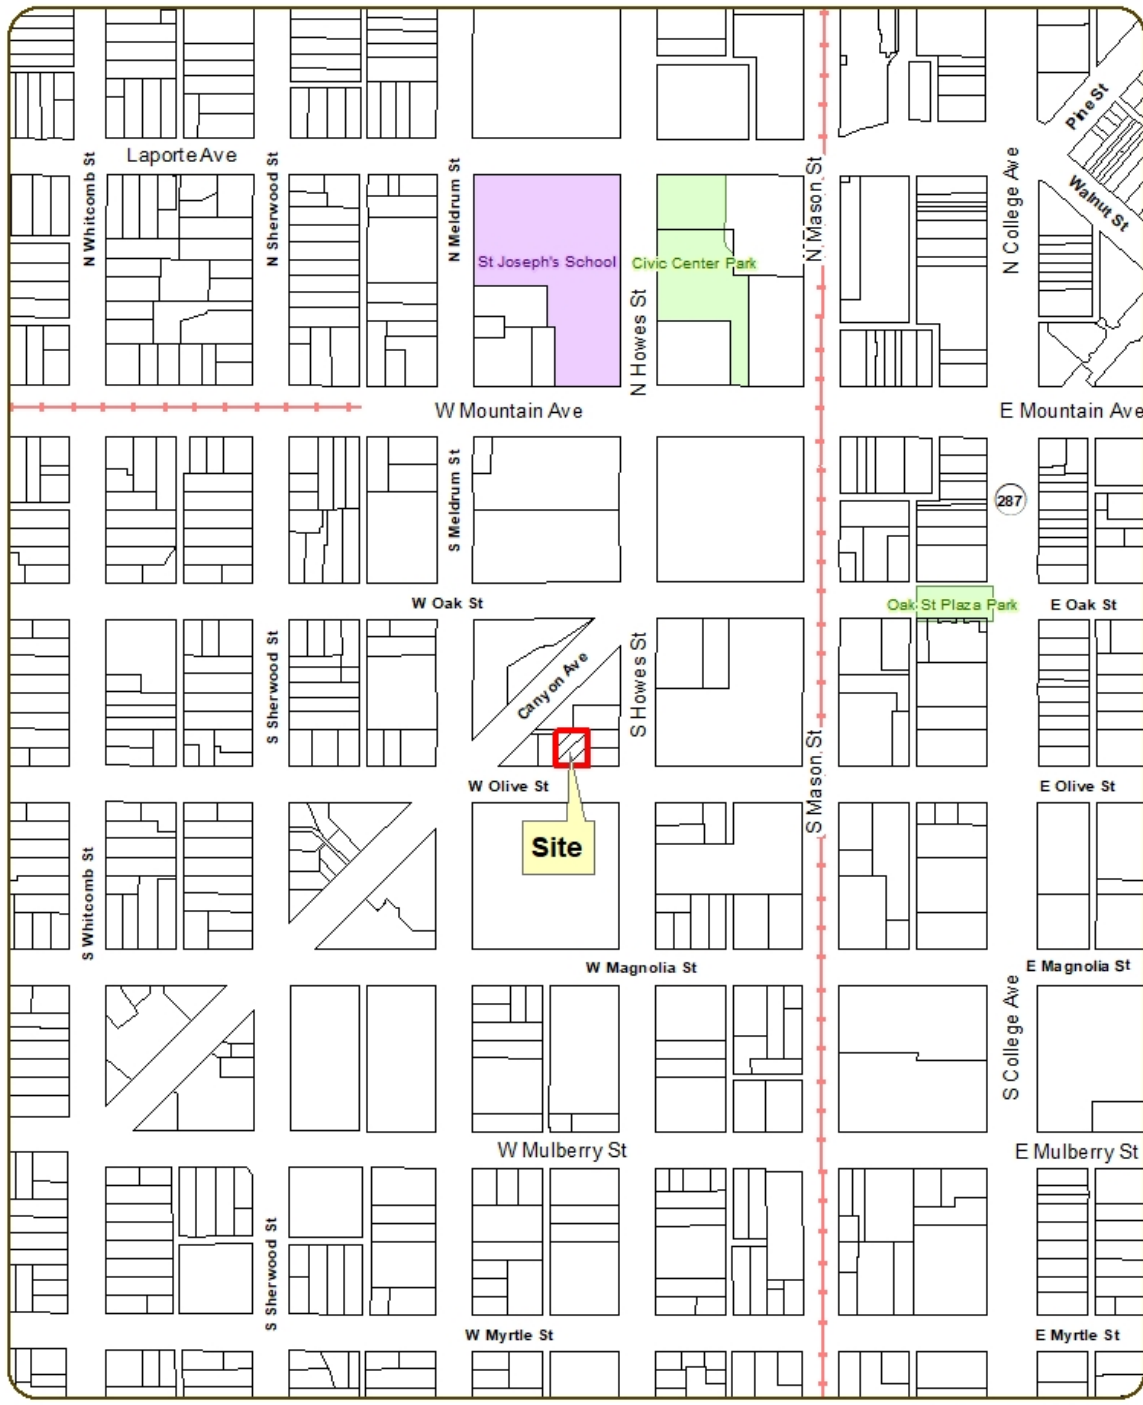 Pine St
Laporte Ave
N Whitcomb St
N Sherwood St
N Meldrum St
N Mason St
N College Ave
Walnut St
St Joseph's School
Civic Center Park
N Howes St
W Mountain Ave
E Mountain Ave
S Meldrum St
287
W Oak St
Oak St Plaza Park
E Oak St
S Sherwood St
Canyon Ave
S Howes St
S Mason St
W Olive St
E Olive St
Site
S Whitcomb St
W Magnolia St
E Magnolia St
S College Ave
W Mulberry St
E Mulberry St
S Sherwood St
W Myrtle St
E Myrtle St